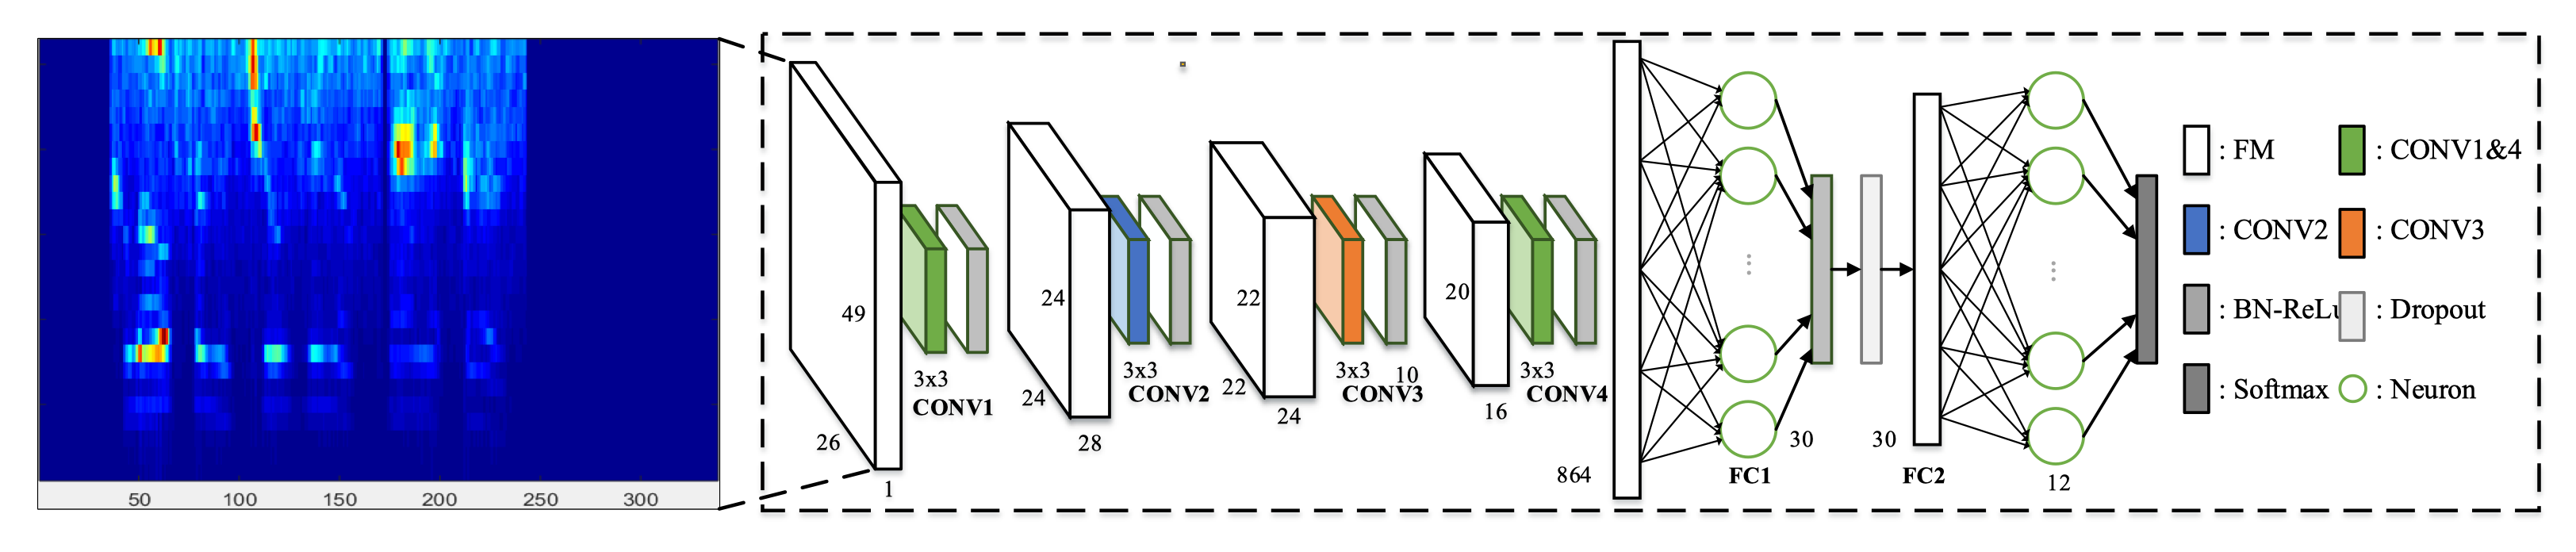 50 100 150 200 250 300
49
26
1
3x3
CONV1
24
24
28
3x3
CONV2
22
22
24
3x3
CONV3
10
20
16
3x3
CONV4
864
FC1
30
30
FC2
12
: FM
: CONV1&4
: CONV2
: CONV3
: BN-ReLu
: Dropout
: Softmax
: Neuron